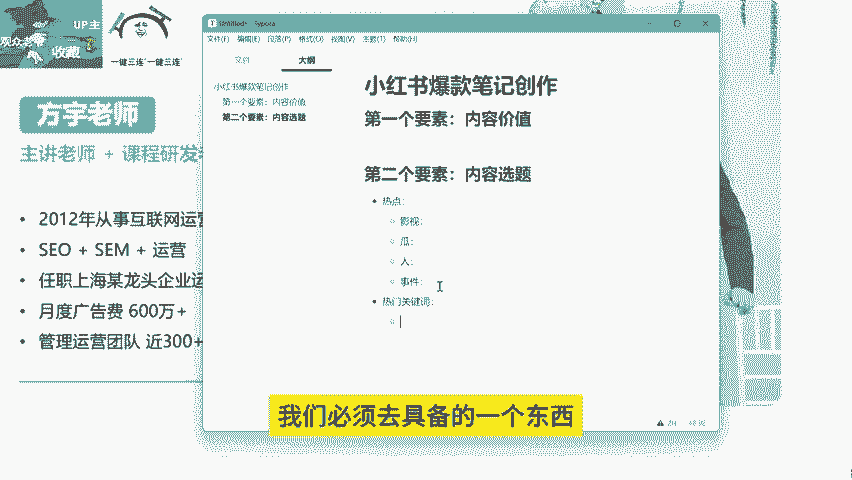 UP主
观众老爷
收藏
一键三连~一键三连~
方宇老师
主讲老师 + 课程研发
• 2012年从事互联网运营
• SEO + SEM + 运营
• 任职上海某龙头企业运
• 月度广告费 600万+
• 管理运营团队 近300+
Untitled• - Typora
文件(F) 编辑(E) 段落(P) 格式(O) 视图(V) 主题(T) 帮助(H)
文件 大纲
小红书爆款笔记创作
第一个要素：内容价值
第二个要素：内容选题
小红书爆款笔记创作
第一个要素：内容价值
第二个要素：内容选题
• 热点：
○ 影视：
○ 瓜：
○ 人：
○ 事件：
• 热门关键词：
我们必须去具备的一个东西